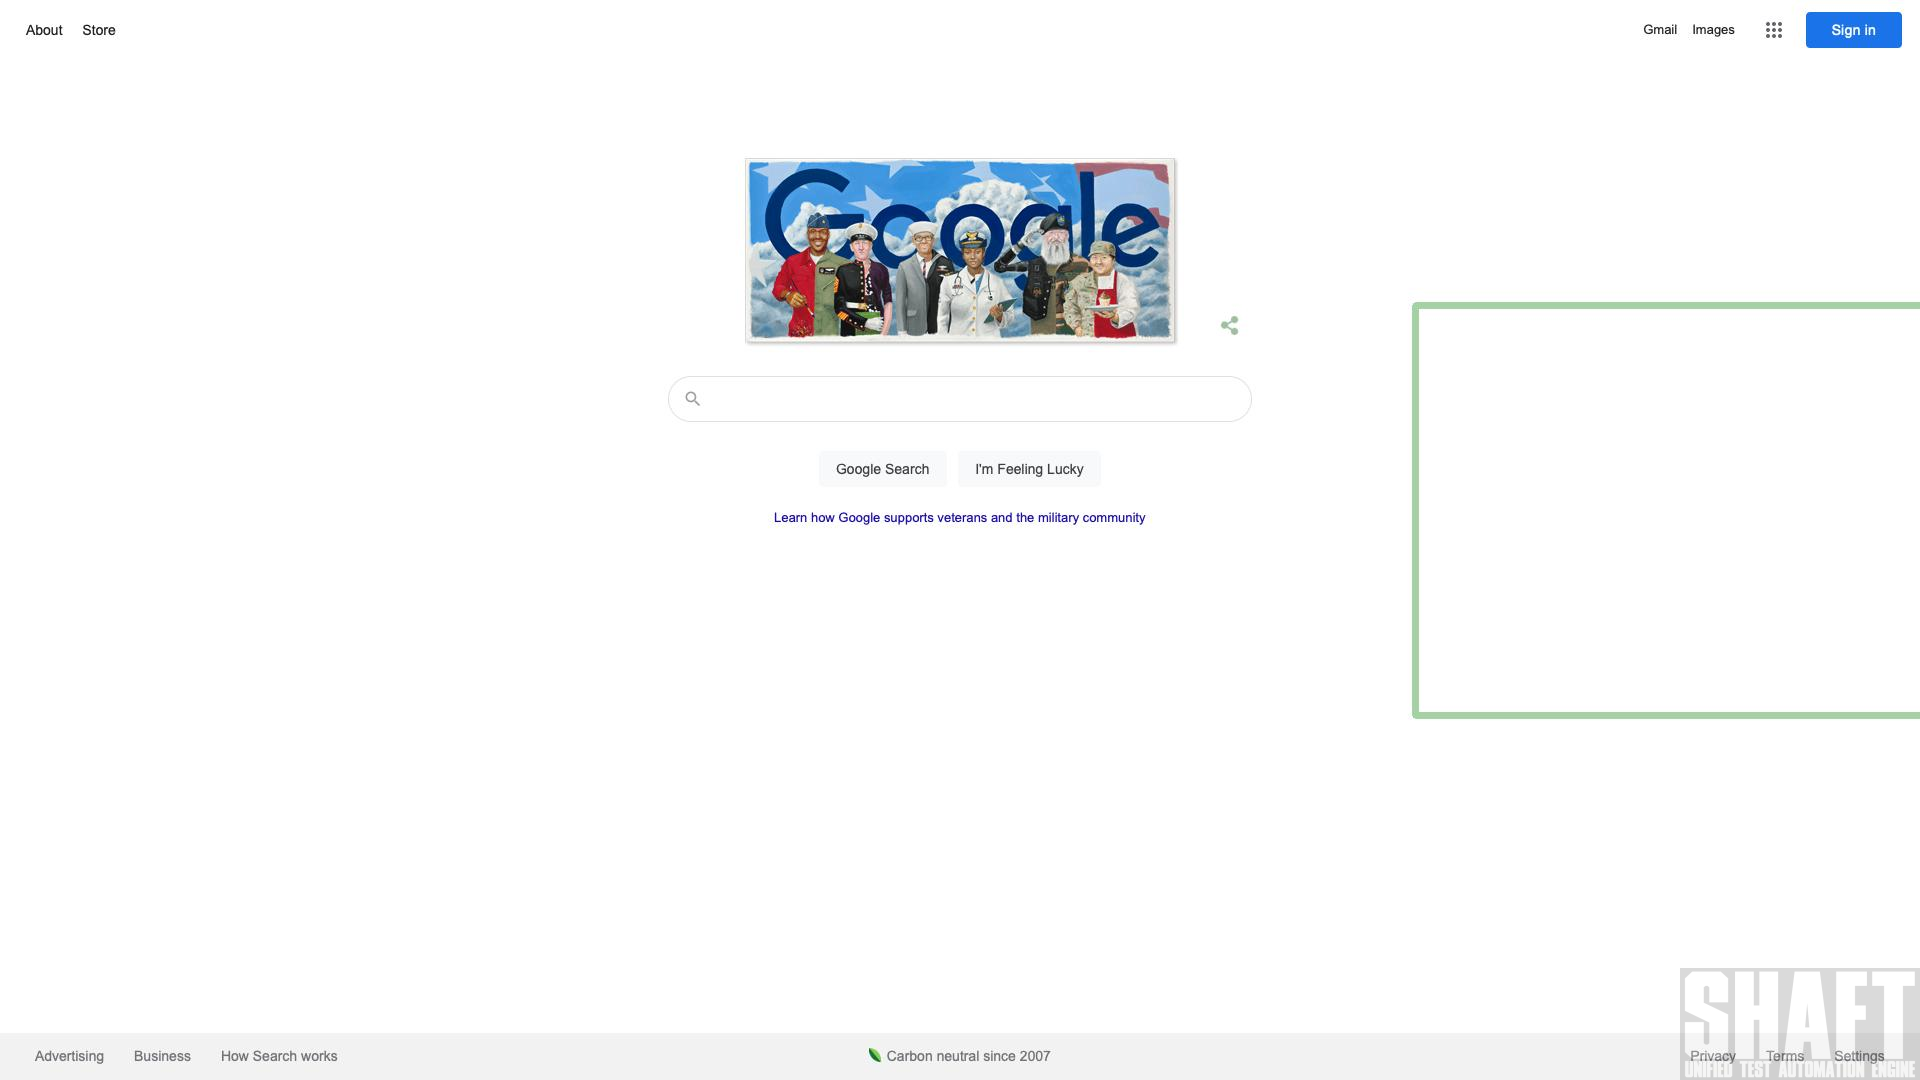 About Store
Gmail Images Sign in
Google
Google Search I'm Feeling Lucky
Learn how Google supports veterans and the military community
SHAFT
Advertising Business How Search works Carbon neutral since 2007 Privacy Terms Settings
UNIFIED TEST AUTOMATION ENGINE